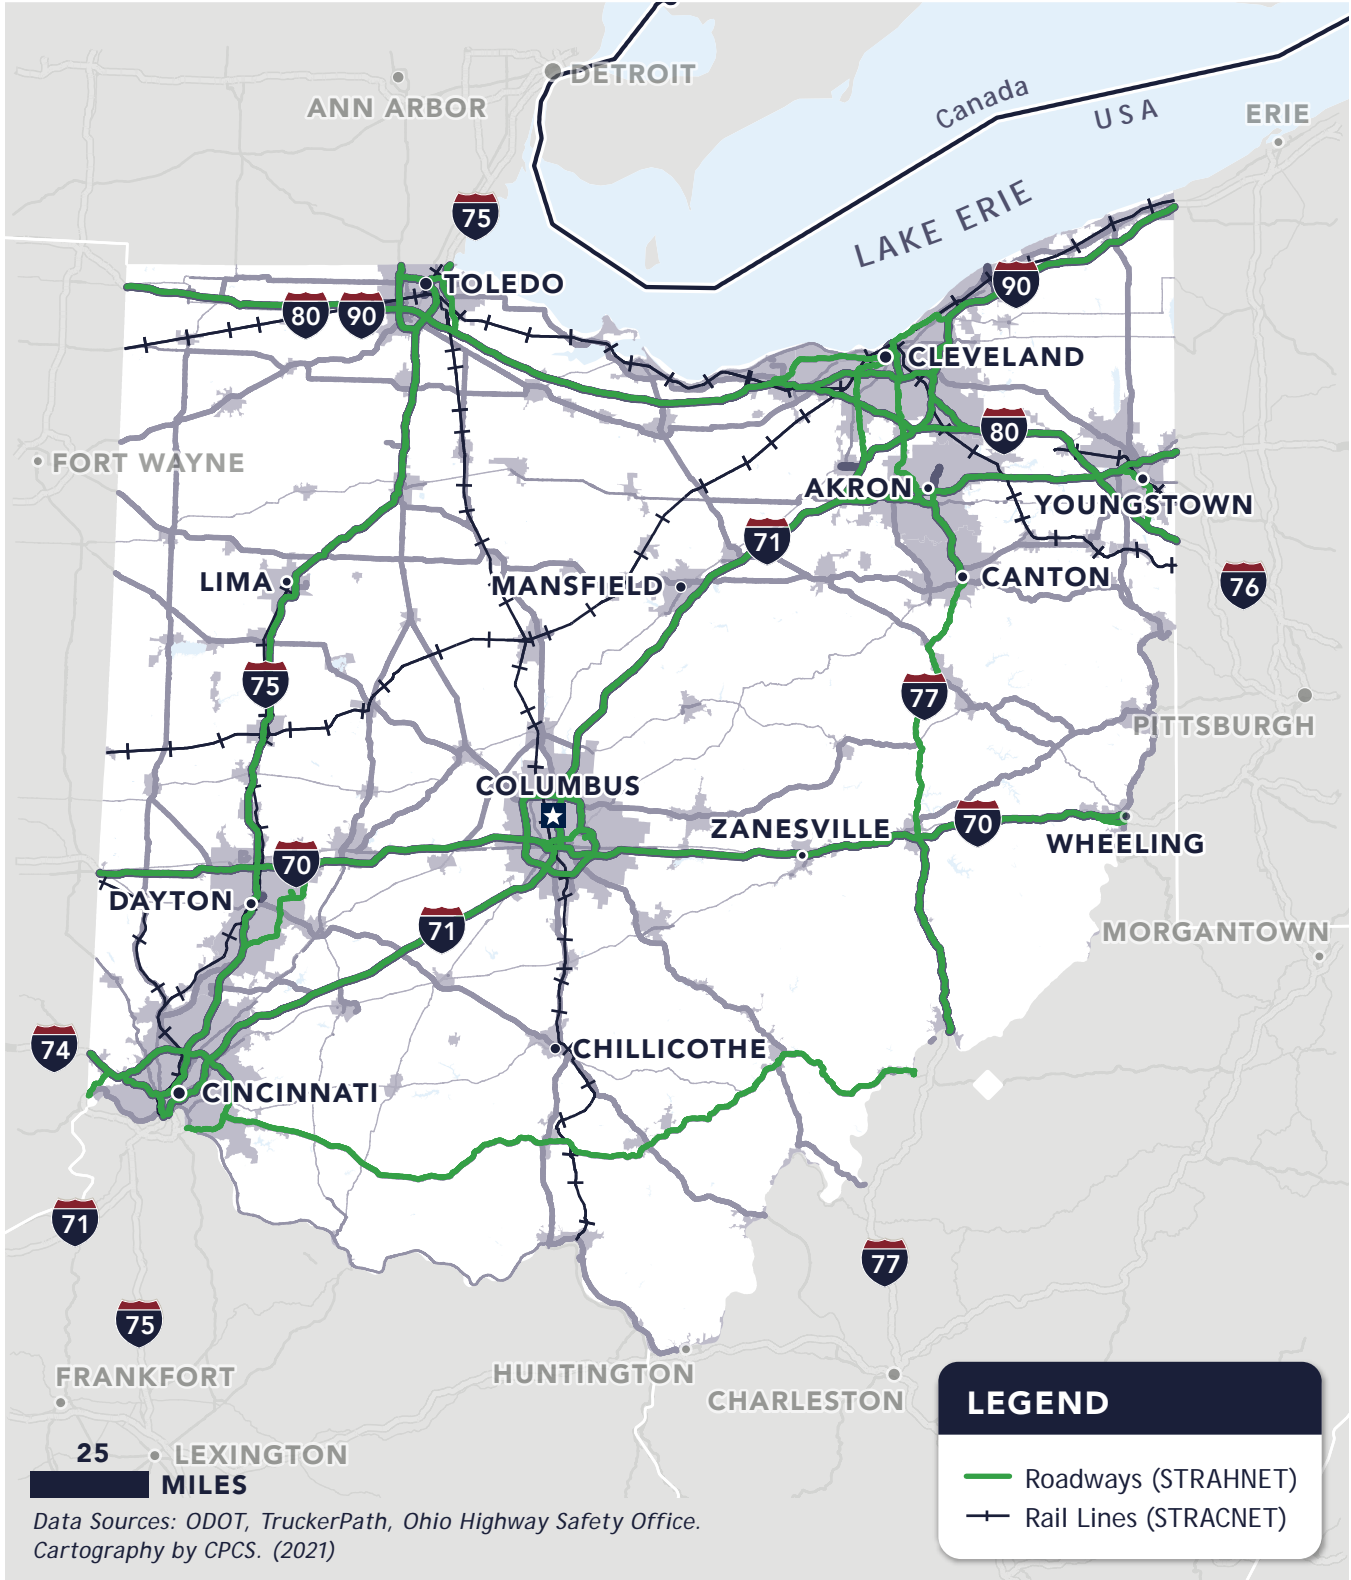 DETROIT
ANN ARBOR
Canada
USA
ERIE
LAKE ERIE
75
TOLEDO
90
80
90
CLEVELAND
80
FORT WAYNE
AKRON
YOUNGSTOWN
71
LIMA
MANSFIELD
CANTON
76
75
77
PITTSBURGH
COLUMBUS
ZANESVILLE
70
WHEELING
70
DAYTON
71
MORGANTOWN
74
CHILLICOTHE
CINCINNATI
71
77
75
FRANKFORT
HUNTINGTON
CHARLESTON
LEXINGTON
25
MILES
Data Sources: ODOT, TruckerPath, Ohio Highway Safety Office.
Cartography by CPCS. (2021)
LEGEND
Roadways (STRAHNET)
Rail Lines (STRACNET)